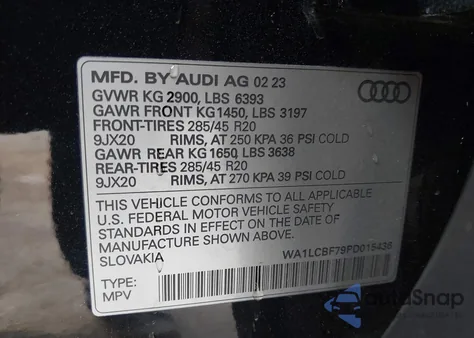 MFD. BY AUDI AG 02 23
GVWR KG 2900, LBS 6393
GAWR FRONT KG1450, LBS 3197
FRONT-TIRES 285/45 R20
9JX20 RIMS, AT 250 KPA 36 PSI COLD
GAWR REAR KG 1650 LBS 3638
REAR-TIRES 285/45 R20
9JX20 RIMS, AT 270 KPA 39 PSI COLD
THIS VEHICLE CONFORMS TO ALL APPLICABLE
U.S. FEDERAL MOTOR VEHICLE SAFETY
STANDARDS IN EFFECT ON THE DATE OF
MANUFACTURE SHOWN ABOVE.
SLOVAKIA WA1LCBF79PD015436
TYPE:
MPV
AutoSnap